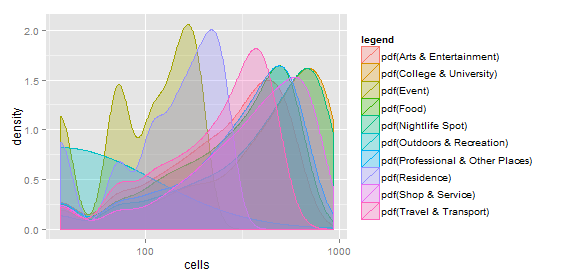 2.0
1.5
1.0
0.5
0.0
density
100
1000
cells
legend
pdf(Arts & Entertainment)
pdf(College & University)
pdf(Event)
pdf(Food)
pdf(Nightlife Spot)
pdf(Outdoors & Recreation)
pdf(Professional & Other Places)
pdf(Residence)
pdf(Shop & Service)
pdf(Travel & Transport)